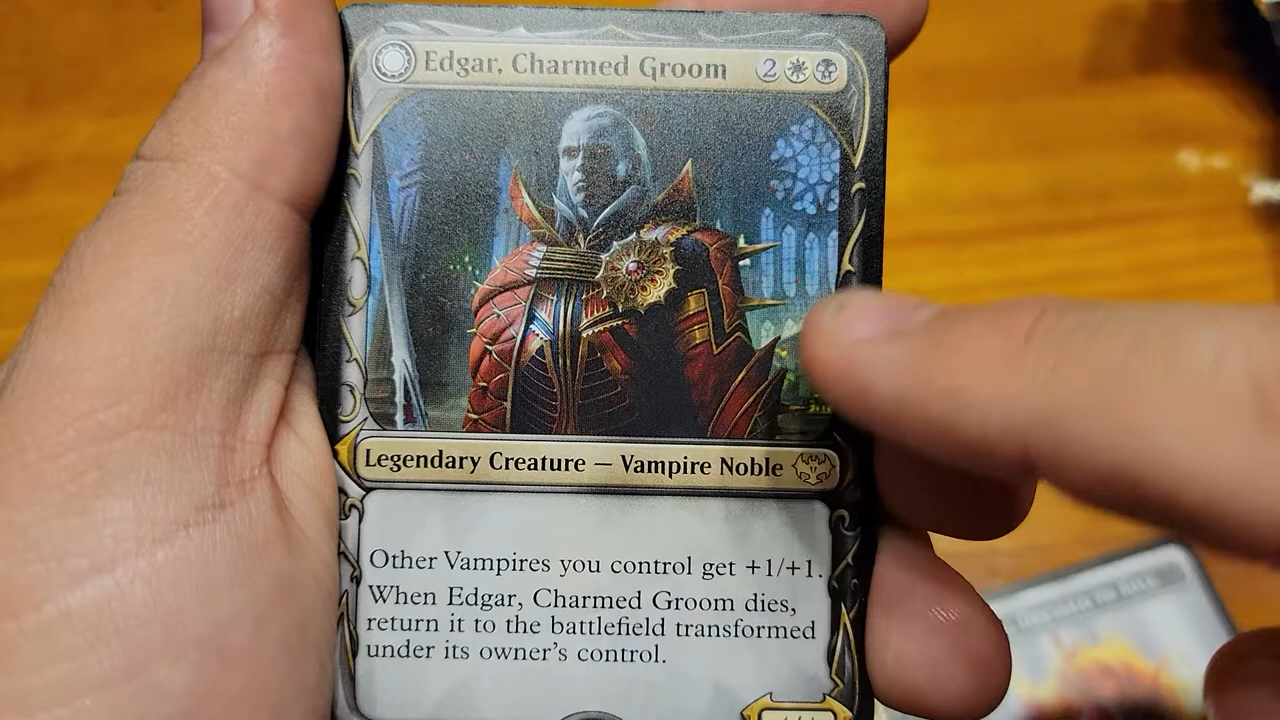 Edgar, Charmed Groom 2
Legendary Creature — Vampire Noble
Other Vampires you control get +1/+1.
When Edgar, Charmed Groom dies,
return it to the battlefield transformed
under its owner's control.